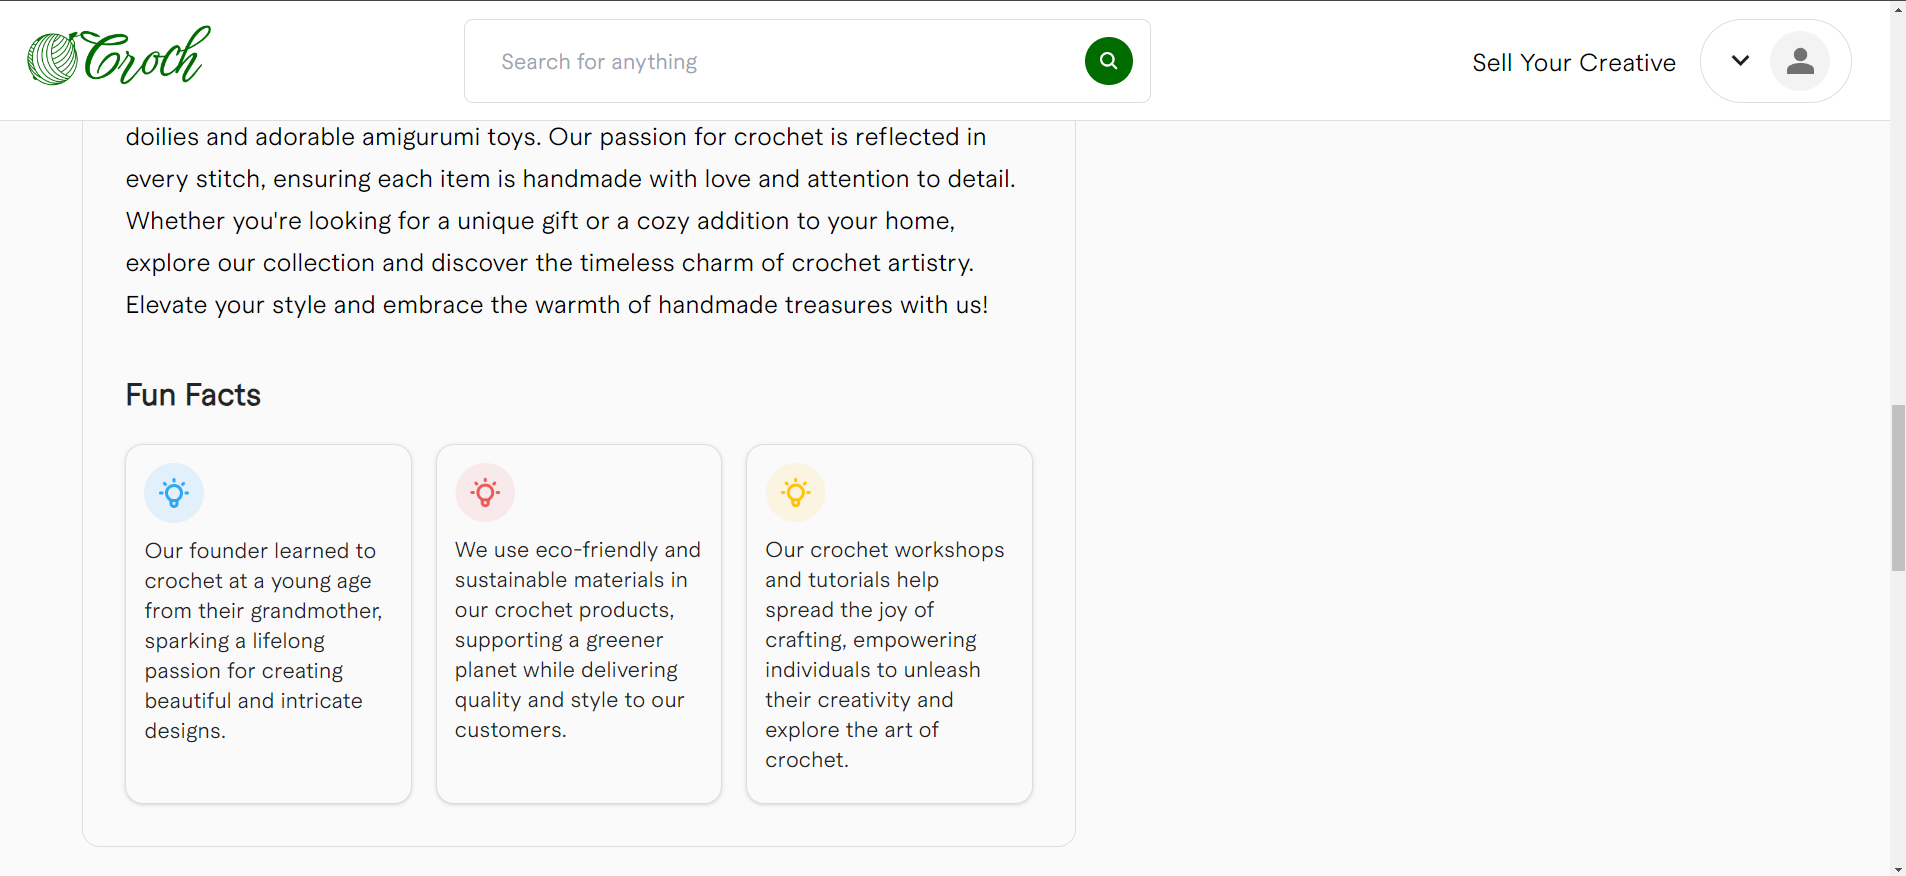 Croch
Search for anything
Sell Your Creative
doilies and adorable amigurumi toys. Our passion for crochet is reflected in
every stitch, ensuring each item is handmade with love and attention to detail.
Whether you're looking for a unique gift or a cozy addition to your home,
explore our collection and discover the timeless charm of crochet artistry.
Elevate your style and embrace the warmth of handmade treasures with us!
Fun Facts
Our founder learned to
crochet at a young age
from their grandmother,
sparking a lifelong
passion for creating
beautiful and intricate
designs.
We use eco-friendly and
sustainable materials in
our crochet products,
supporting a greener
planet while delivering
quality and style to our
customers.
Our crochet workshops
and tutorials help
spread the joy of
crafting, empowering
individuals to unleash
their creativity and
explore the art of
crochet.